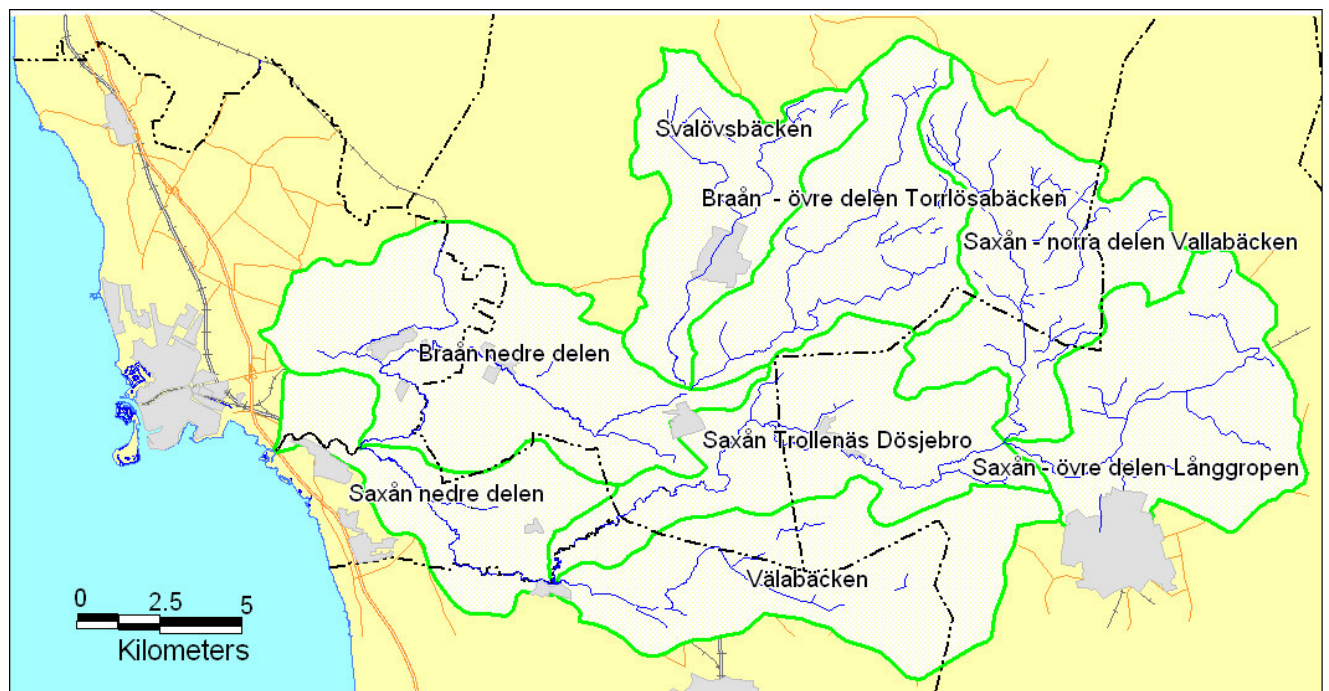 Svalövsbäcken
Braån - övre delen Torrlösabäcken
Saxån - norra delen Vallabäcken
Braån nedre delen
Saxån Trollenäs Dösjebro
Saxån - övre delen Långgropen
Saxån nedre delen
Välabäcken
0 2.5 5
Kilometers